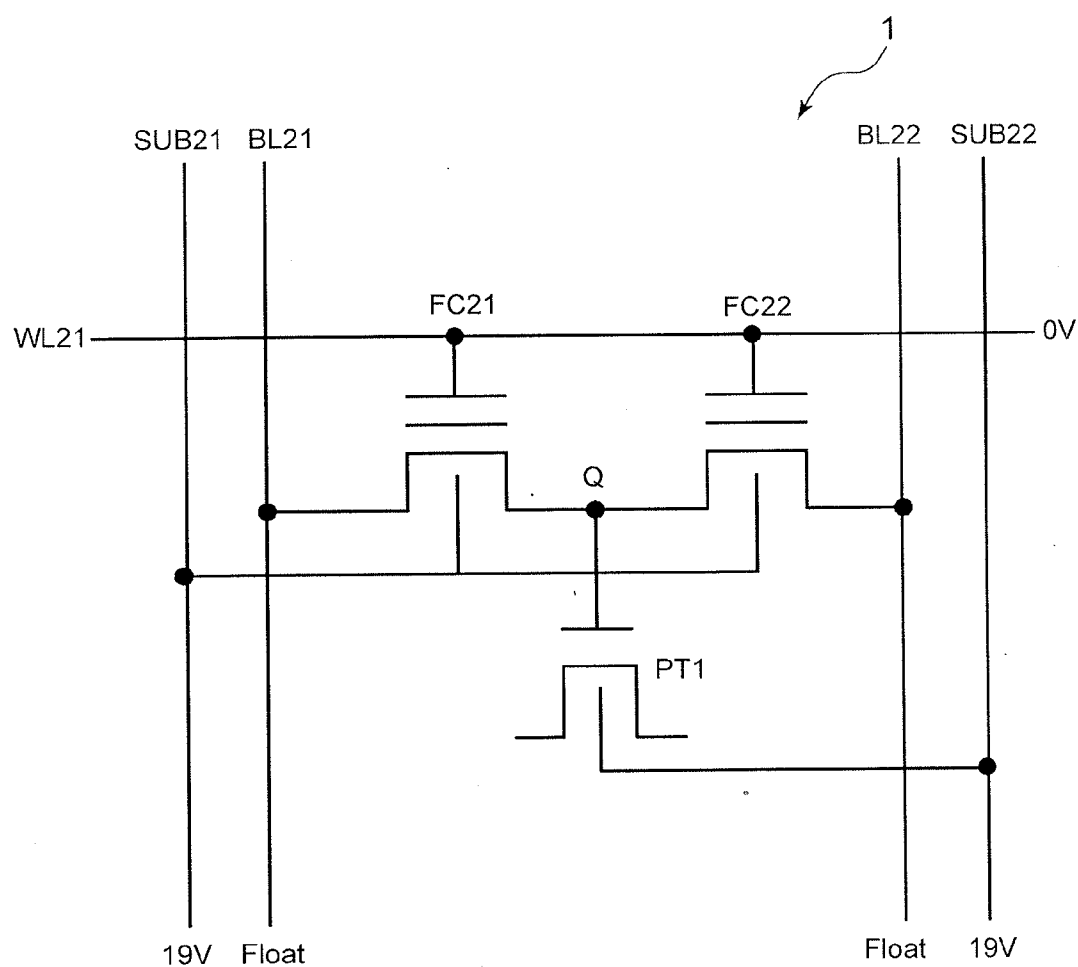 1
SUB21 BL21 BL22 SUB22
FC21 FC22
WL21 0V
Q
PT1
19V Float Float 19V